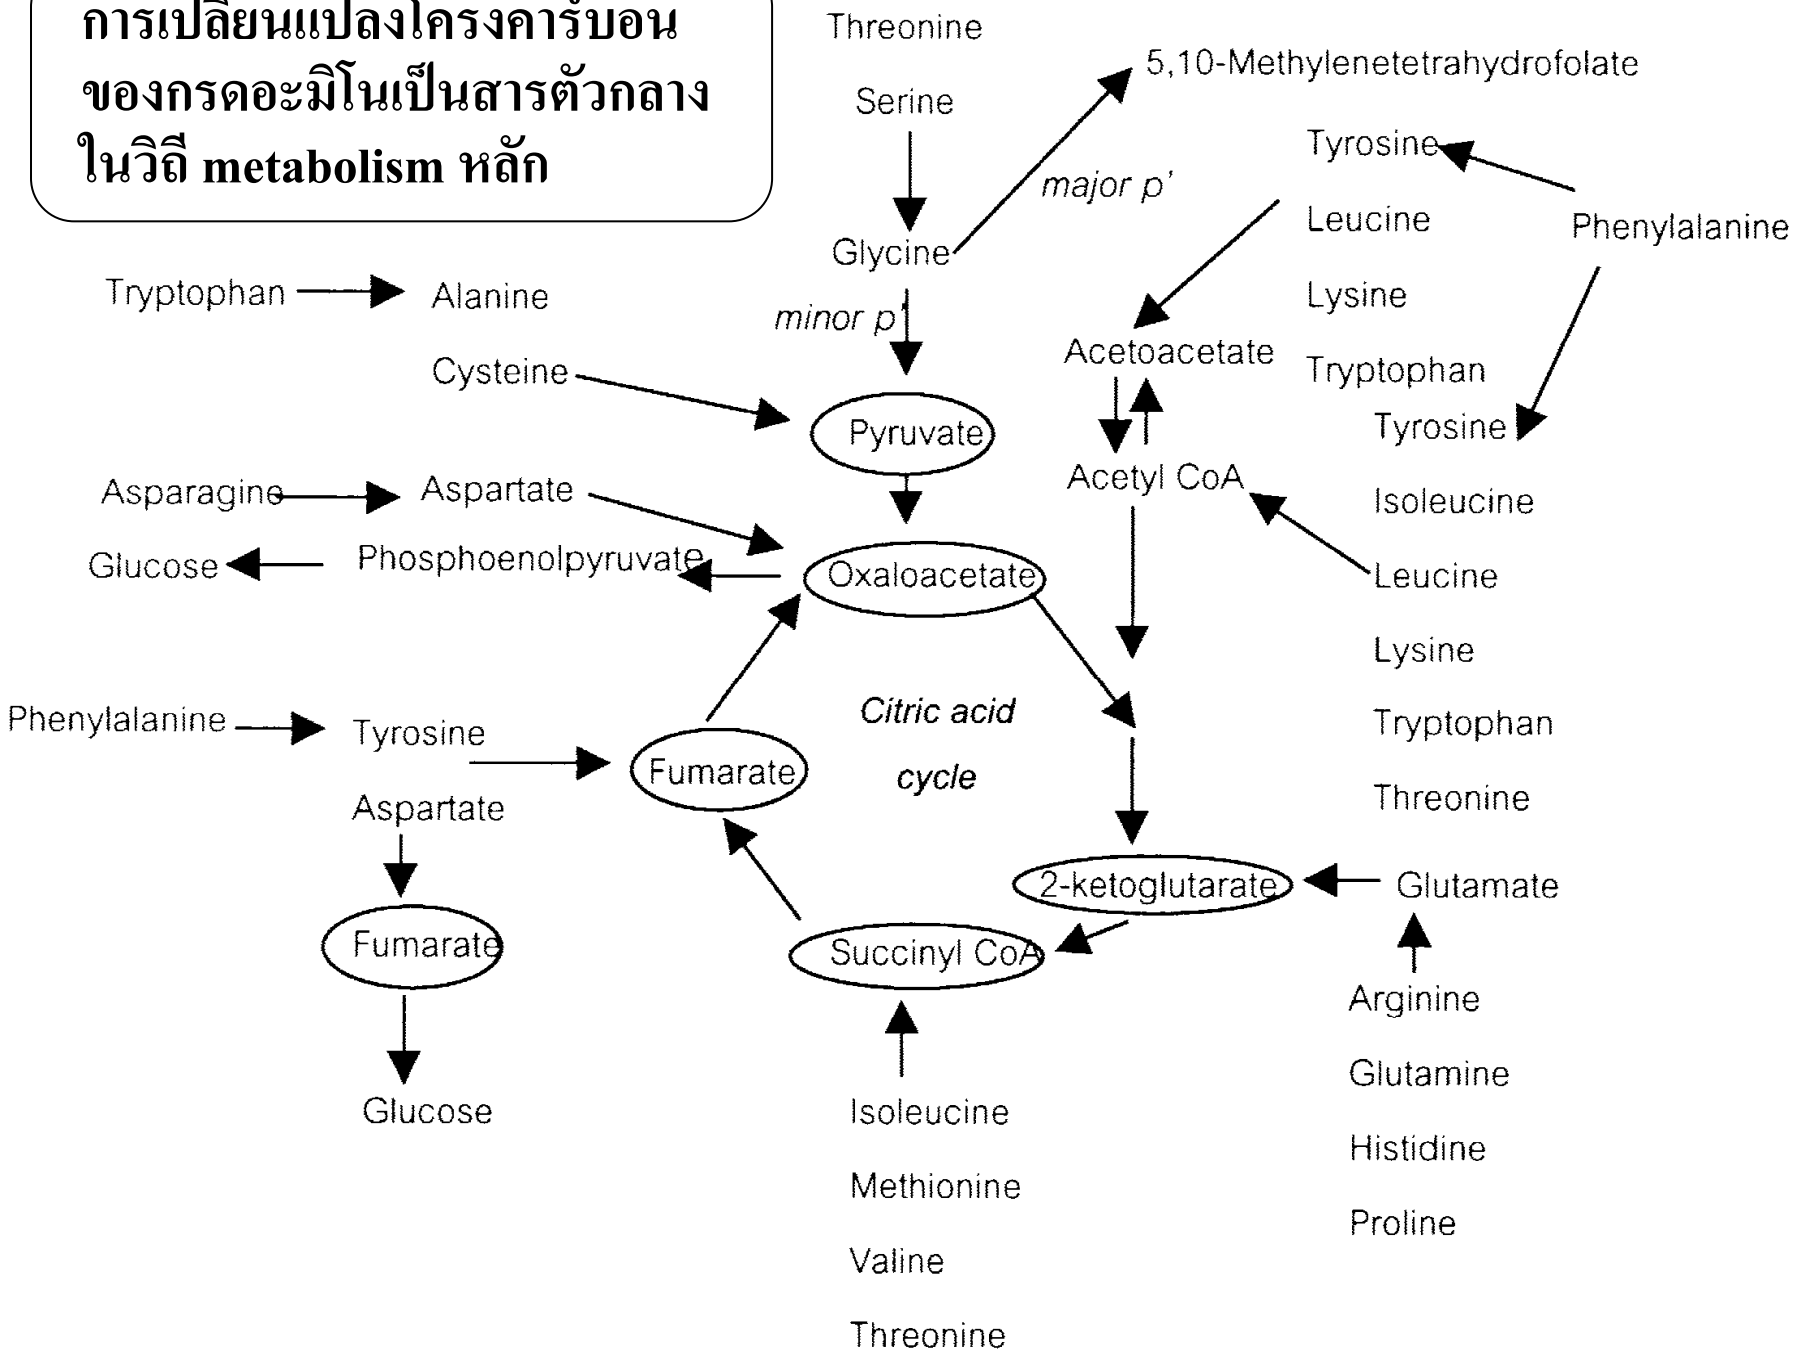 การเปลี่ยนแปลงโครงคาร์บอน
ของกรดอะมิโนเป็นสารตัวกลาง
ในวิถี metabolism หลัก
Threonine
Serine
5,10-Methylenetetrahydrofolate
major p'
Glycine
minor p'
Tyrosine
Leucine
Lysine
Tryptophan
Phenylalanine
Tryptophan
Alanine
Cysteine
Acetoacetate
Pyruvate
Acetyl CoA
Tyrosine
Isoleucine
Leucine
Lysine
Tryptophan
Threonine
Asparagine
Aspartate
Glucose
Phosphoenolpyruvate
Oxaloacetate
Citric acid
cycle
Phenylalanine
Tyrosine
Aspartate
Fumarate
Fumarate
Glucose
2-ketoglutarate
Glutamate
Succinyl CoA
Arginine
Glutamine
Histidine
Proline
Isoleucine
Methionine
Valine
Threonine